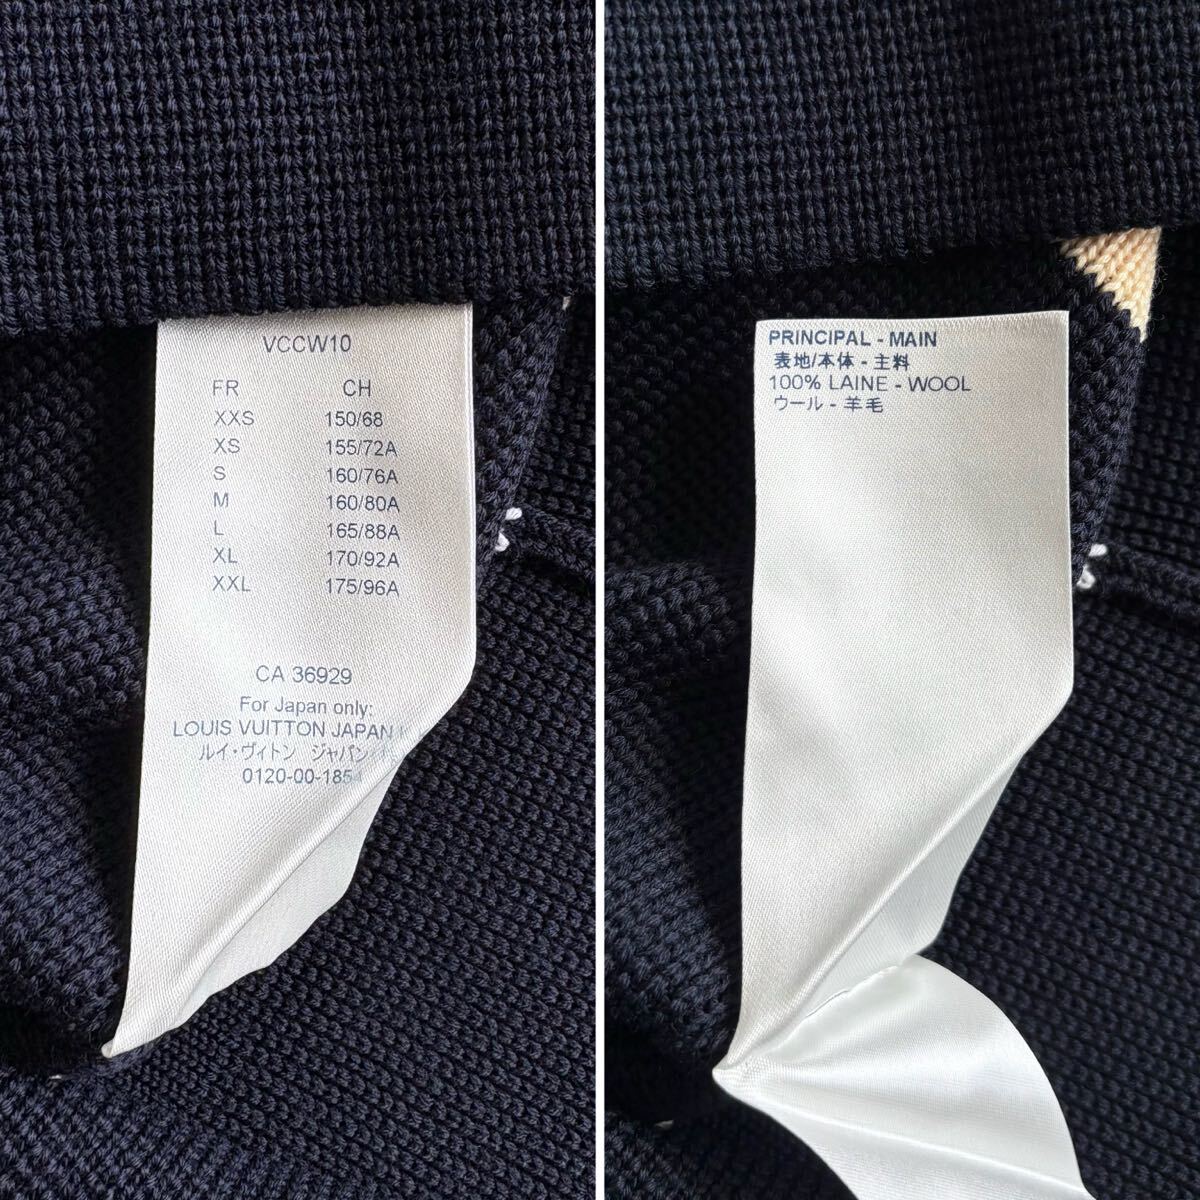 VCCW10
FR CH
XXS 150/68
XS 155/72A
S 160/76A
M 160/80A
L 165/88A
XL 170/92A
XXL 175/96A
CA 36929
For Japan only:
LOUIS VUITTON JAPAN
ルイ・ヴィトン ジャパン
0120-00-1854
PRINCIPAL - MAIN
表地/本体 - 主料
100% LAINE - WOOL
ウール - 羊毛